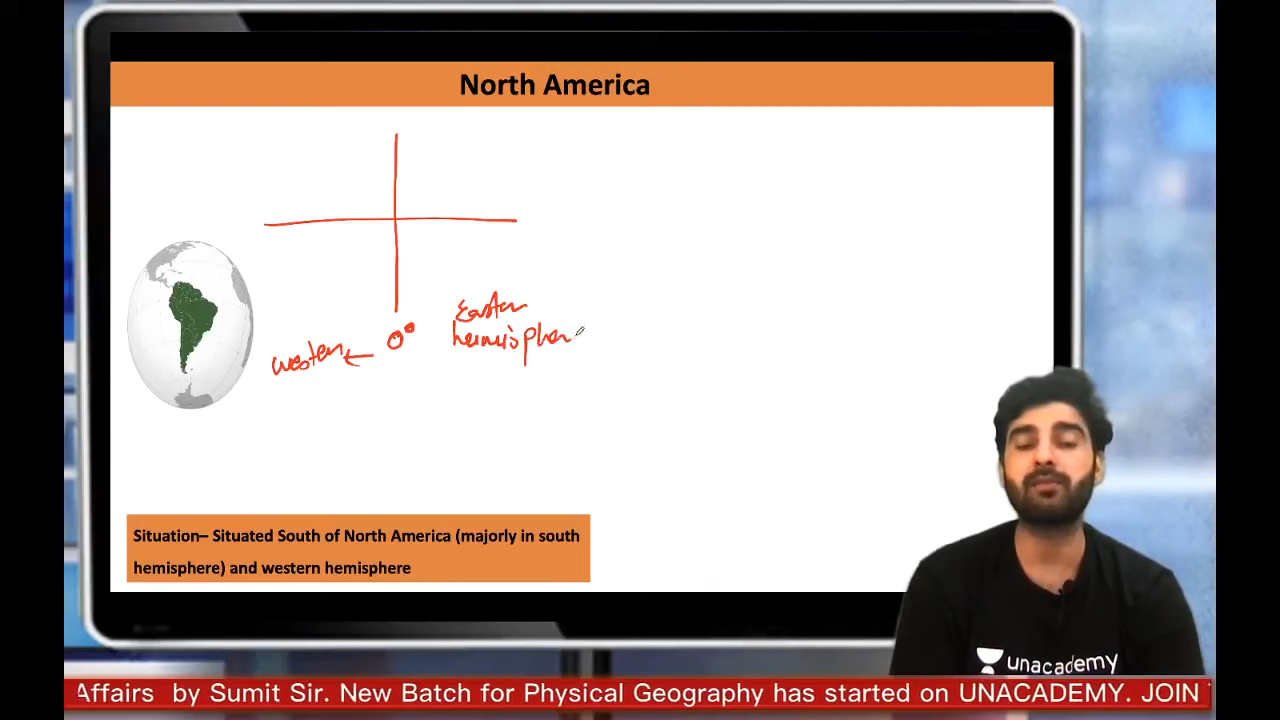 North America
Eastern
0° hemispher
western
Situation– Situated South of North America (majorly in south
hemisphere) and western hemisphere
unacademy
Affairs by Sumit Sir. New Batch for Physical Geography has started on UNACADEMY. JOIN